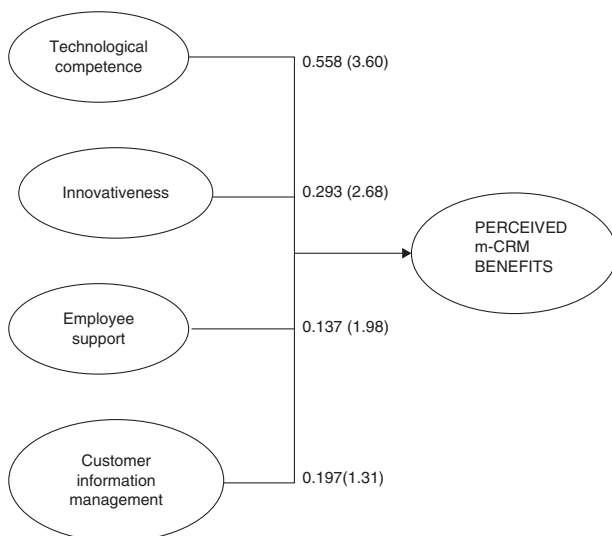 Technological
competence
0.558 (3.60)
Innovativeness
0.293 (2.68)
PERCEIVED
m-CRM
BENEFITS
Employee
support
0.137 (1.98)
Customer
information
management
0.197(1.31)